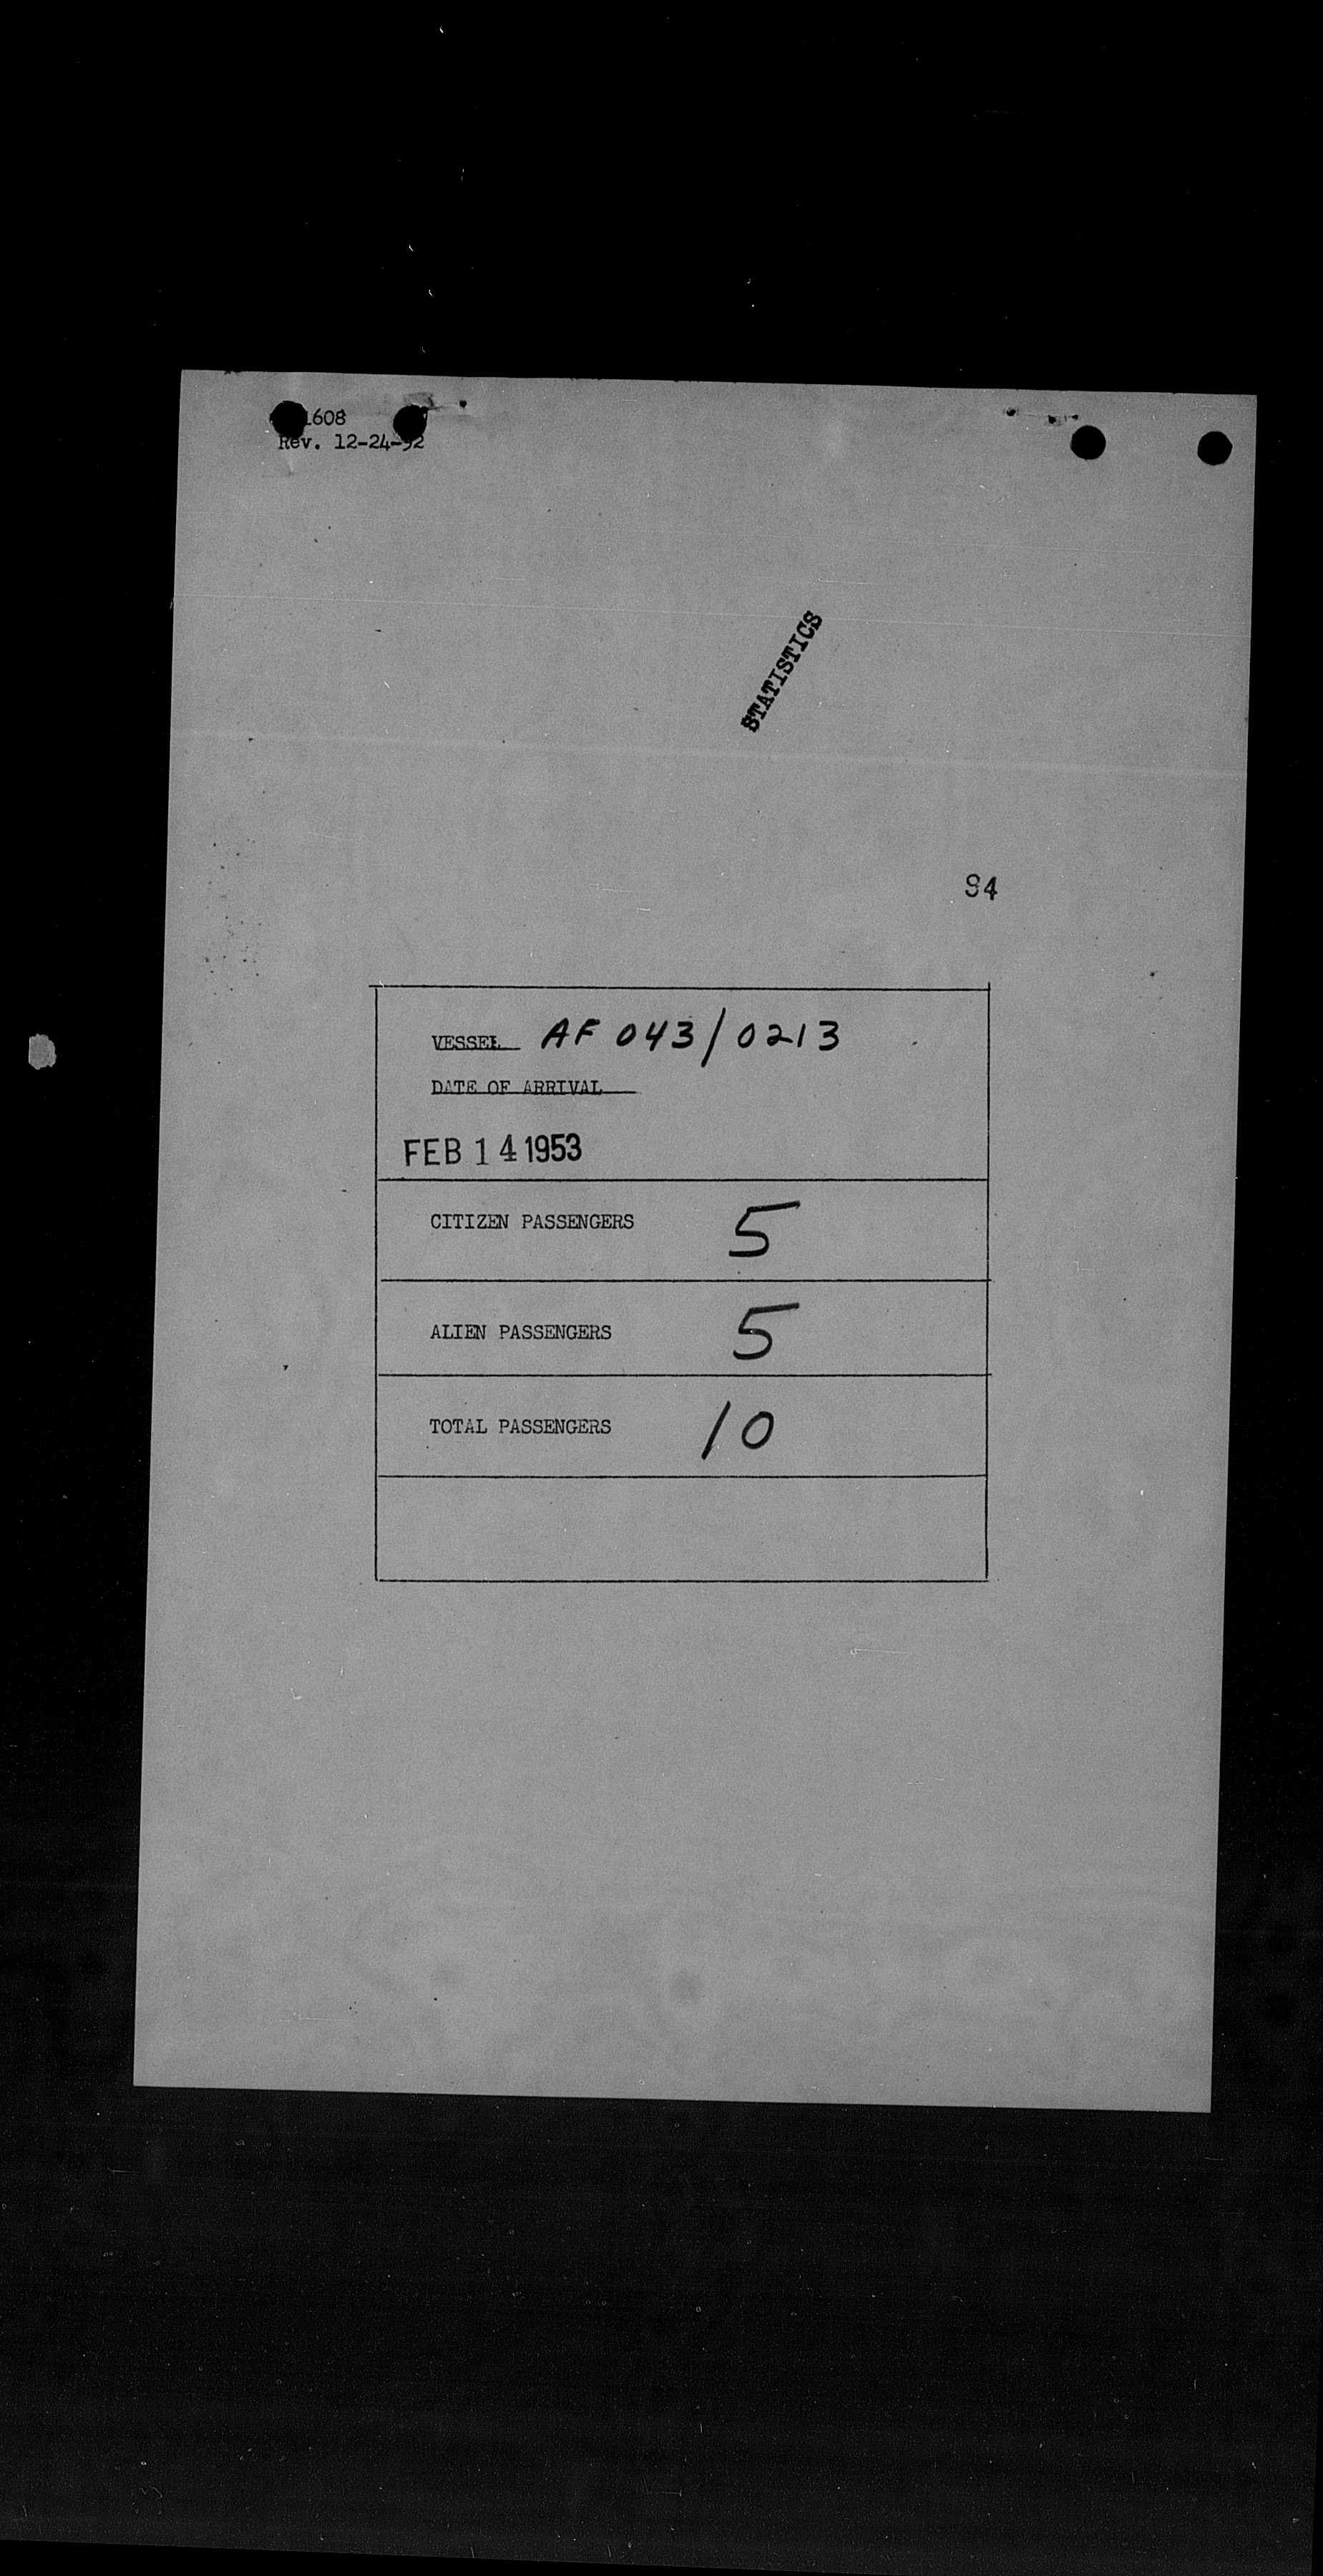 1608
Rev. 12-24-52
STATISTICS
94
VESSEL AF 043/0213
DATE OF ARRIVAL
FEB 14 1953
CITIZEN PASSENGERS 5
ALIEN PASSENGERS 5
TOTAL PASSENGERS 10